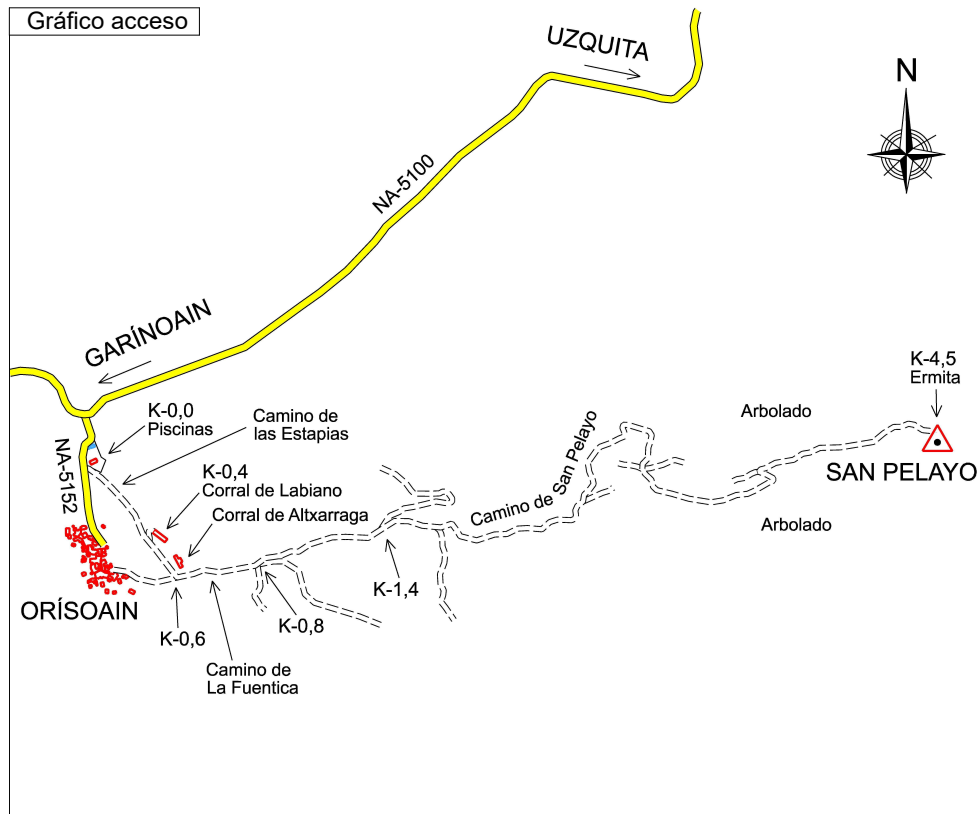 Gráfico acceso
UZQUITA
N
NA-5100
GARÍNOAIN
K-0,0
Piscinas
Camino de
las Estapias
NA-5152
K-0,4
Corral de Labiano
Corral de Altxarraga
Camino de San Pelayo
Arbolado
K-4,5
Ermita
SAN PELAYO
Arbolado
ORÍSOAIN
K-0,6
K-0,8
K-1,4
Camino de
La Fuentica